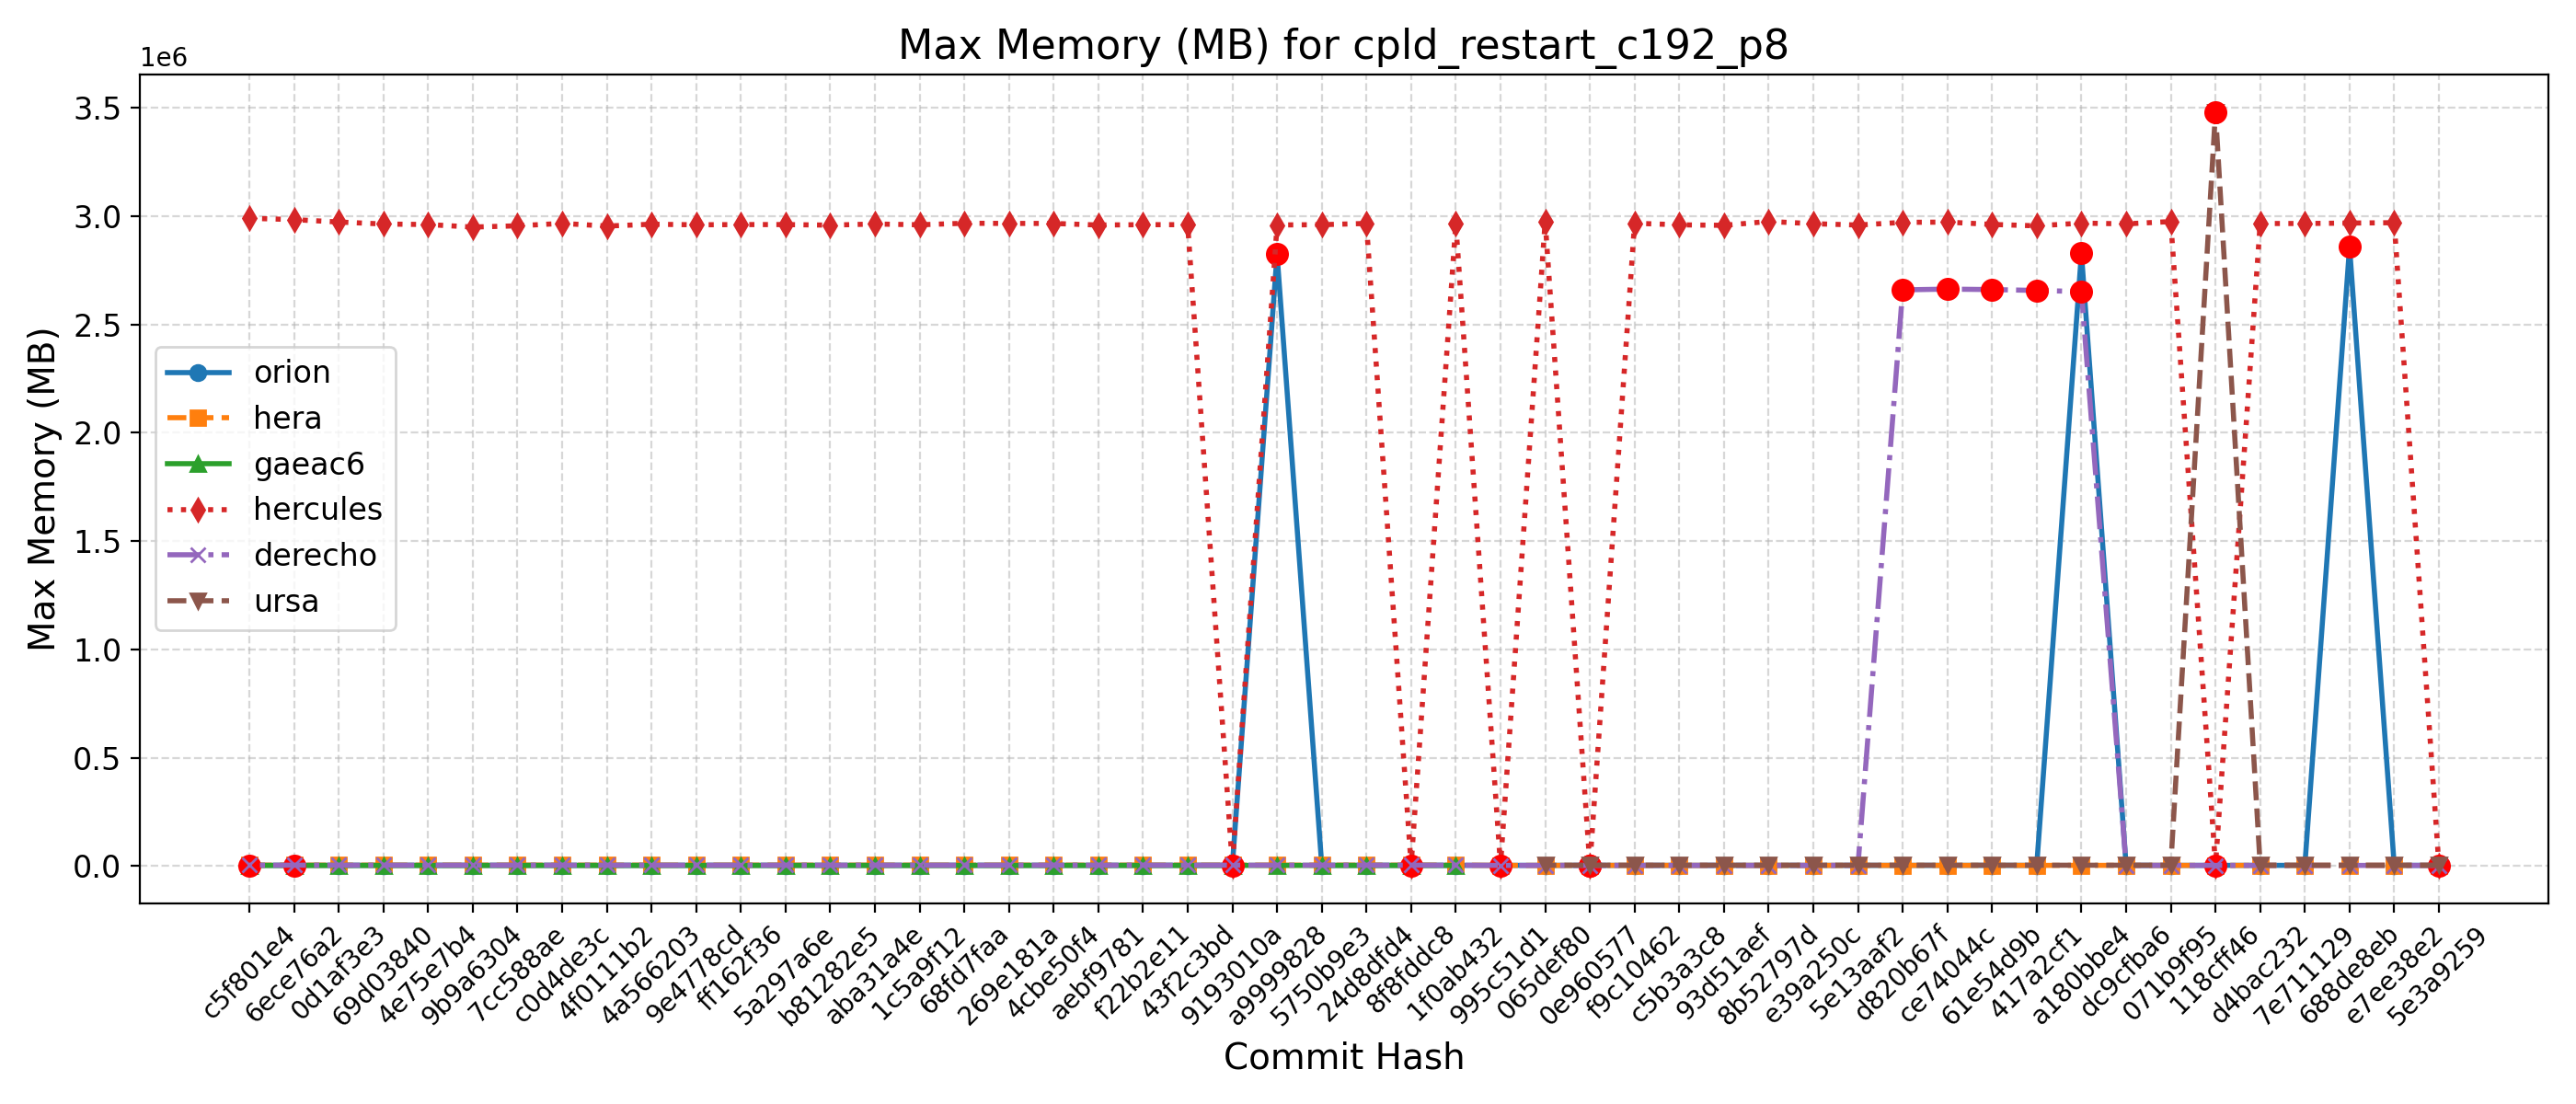 Max Memory (MB) for cpld_restart_c192_p8
1e6
3.5
3.0
2.5
2.0
1.5
1.0
0.5
0.0
Max Memory (MB)
orion
hera
gaeac6
hercules
derecho
ursa
c5f801e4
6ece76a2
0d1af3e3
69d03840
4e75e7b4
9b9a6304
7cc588ae
c0d4de3c
4f0111b2
4a566203
9e4778cd
ff162f36
5a297a6e
b81282e5
aba31a4e
1c5a9f12
68fd7faa
269e181a
4cbe50f4
aebf9781
f22b2e11
43f2c3bd
9193010a
a9999828
5750b9e3
24d8dfd4
8f8fddc8
1f0ab432
995c51d1
065def80
0e960577
f9c10462
c5b3a3c8
93d51aef
8b52797d
e39a250c
5e13aaf2
d820b67f
ce74044c
61e54d9b
417a2cf1
a180bbe4
dc9cfba6
071b9f95
118cff46
d4bac232
7e711129
688de8eb
e7ee38e2
5e3a9259
Commit Hash